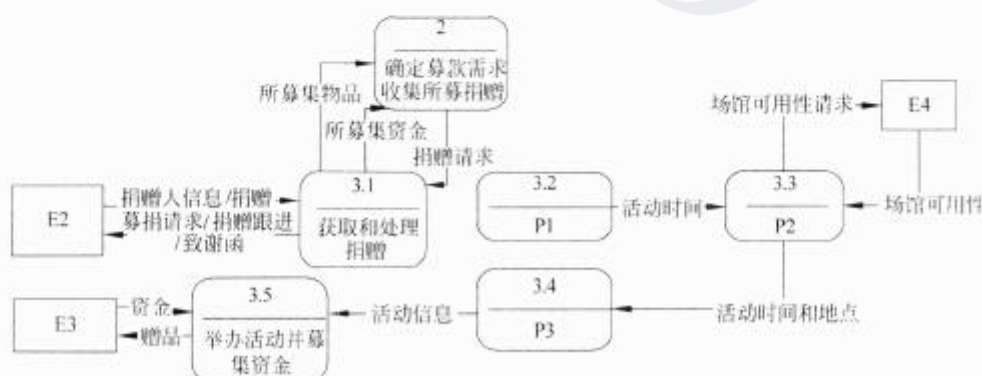 2
确定募款需求
收集所募捐赠
所募集物品
所募集资金
捐赠请求
场馆可用性请求
E4
E2
捐赠人信息/捐赠
募捐请求/捐赠跟进
/致谢函
3.1
获取和处理
捐赠
3.2
P1
活动时间
3.3
P2
场馆可用性
E3
资金
赠品
3.5
举办活动并募
集资金
活动信息
3.4
P3
活动时间和地点